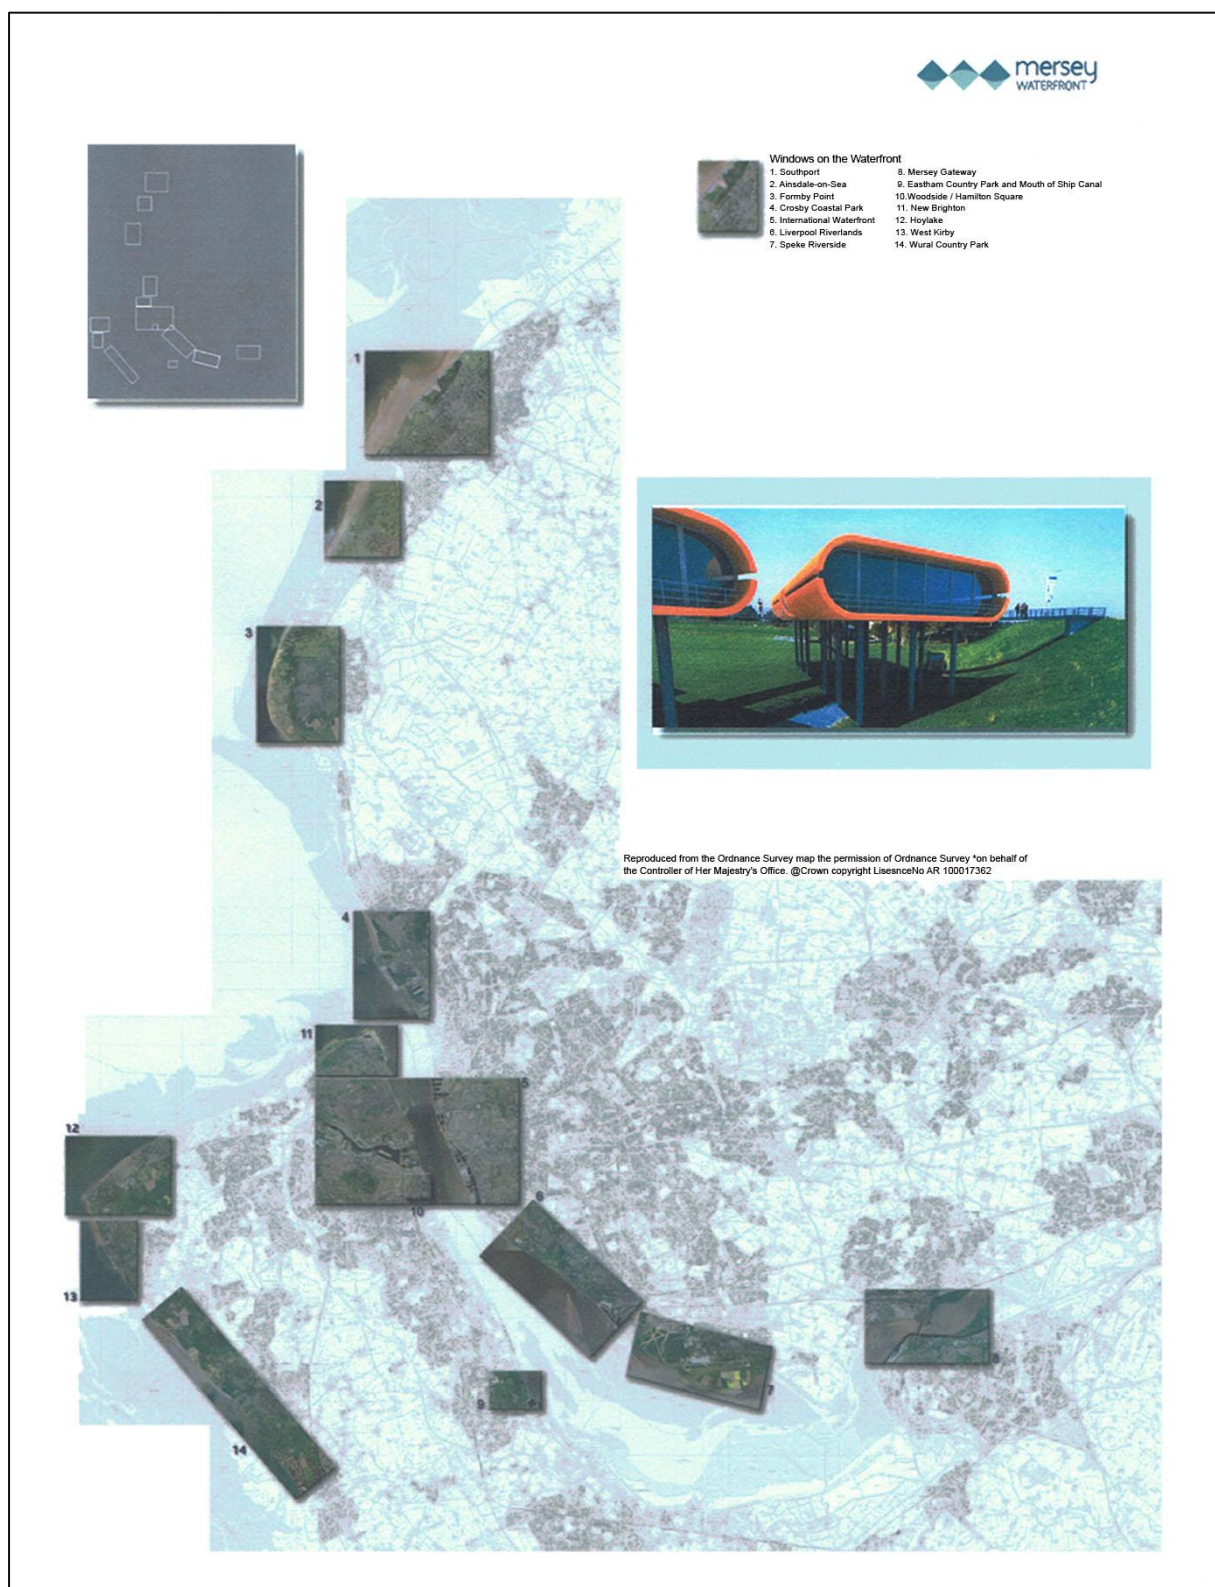 mersey
WATERFRONT
Windows on the Waterfront
1. Southport
2. Ainsdale-on-Sea
3. Formby Point
4. Crosby Coastal Park
5. International Waterfront
6. Liverpool Riverlands
7. Speke Riverside
8. Mersey Gateway
9. Eastham Country Park and Mouth of Ship Canal
10.Woodside / Hamilton Square
11. New Brighton
12. Hoylake
13. West Kirby
14. Wural Country Park
1
2
3
Reproduced from the Ordnance Survey map the permission of Ordnance Survey *on behalf of
the Controller of Her Majestry's Office. @Crown copyright LisesnceNo AR 100017362
4
11
5
12
6
10
13
8
7
9
14